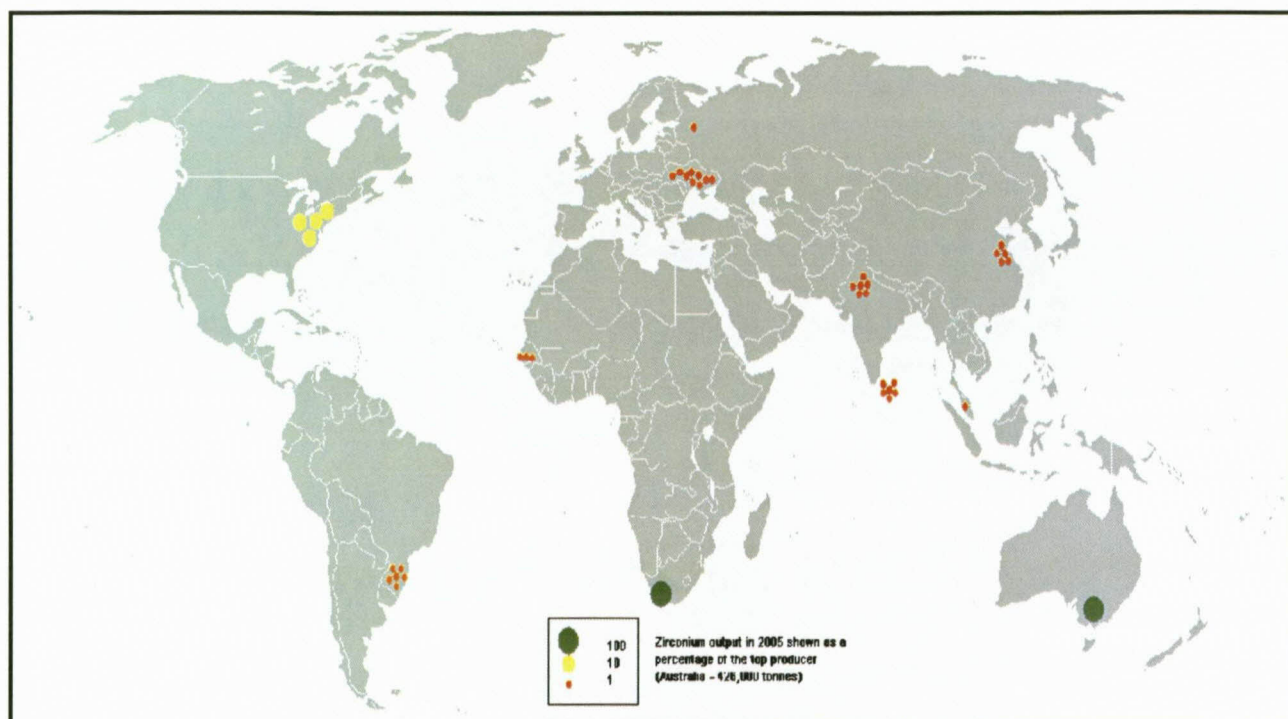 100
10
1
Zirconium output in 2005 shown as a
percentage of the top producer
(Australia - 426,000 tonnes)